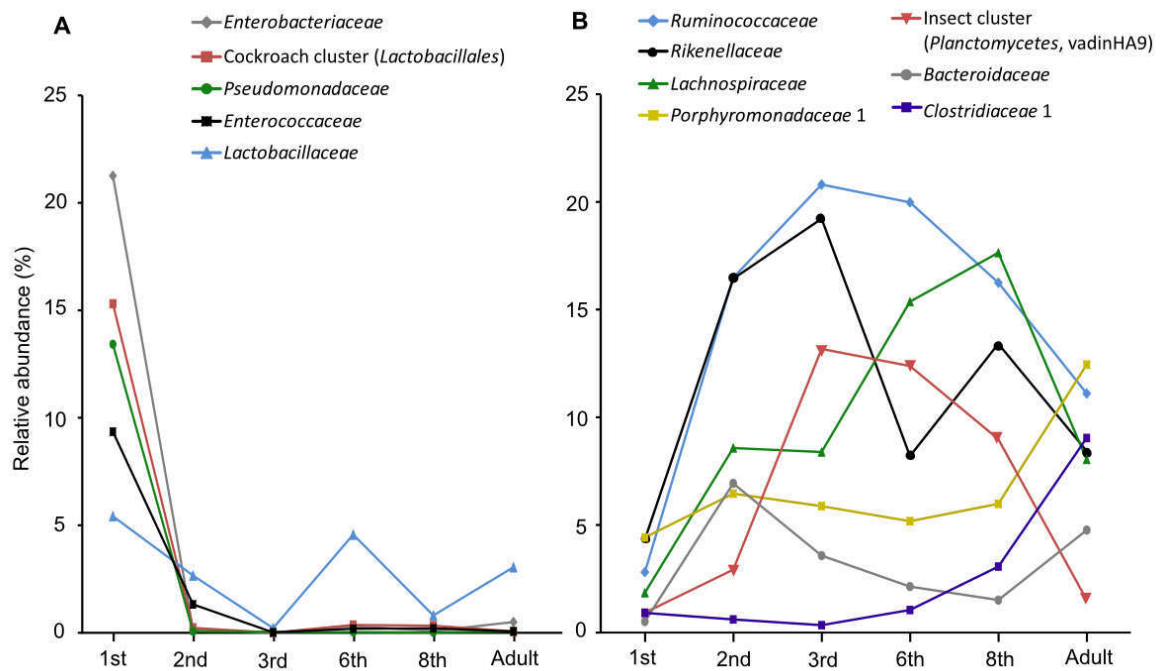 A
Enterobacteriaceae
Cockroach cluster (Lactobacillales)
Pseudomonadaceae
Enterococcaceae
Lactobacillaceae
Relative abundance (%)
25
20
15
10
5
0
1st 2nd 3rd 6th 8th Adult
B
Ruminococcaceae
Rikenellaceae
Lachnospiraceae
Porphyromonadaceae 1
Insect cluster
(Planctomycetes, vadinHA9)
Bacteroidaceae
Clostridiaceae 1
25
20
15
10
5
0
1st 2nd 3rd 6th 8th Adult